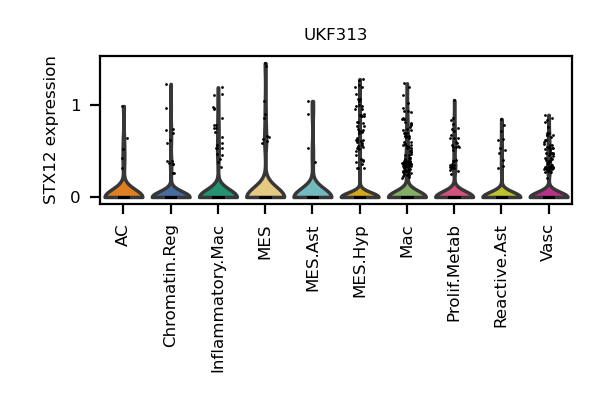 UKF313
STX12 expression
1
0
AC
Chromatin.Reg
Inflammatory.Mac
MES
MES.Ast
MES.Hyp
Mac
Prolif.Metab
Reactive.Ast
Vasc